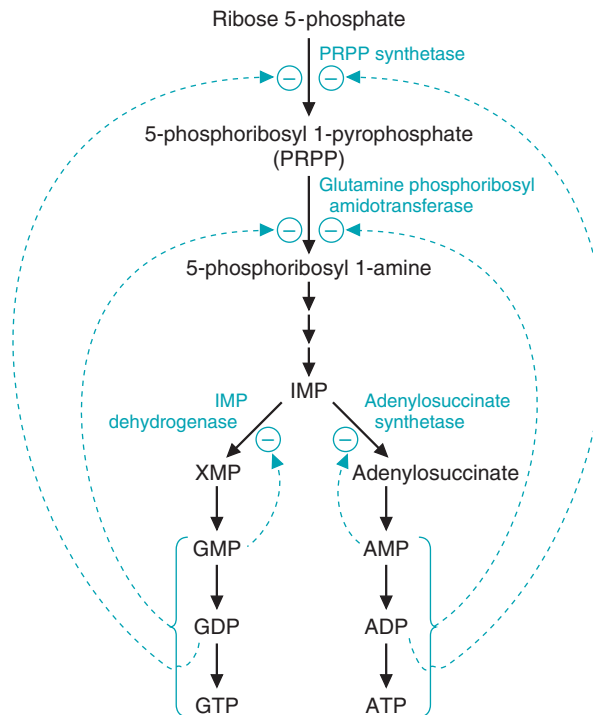 Ribose 5-phosphate
PRPP synthetase
− −
5-phosphoribosyl 1-pyrophosphate
(PRPP)
Glutamine phosphoribosyl
amidotransferase
− −
5-phosphoribosyl 1-amine
IMP
IMP
dehydrogenase
Adenylosuccinate
synthetase
− −
XMP
Adenylosuccinate
GMP
AMP
GDP
ADP
GTP
ATP